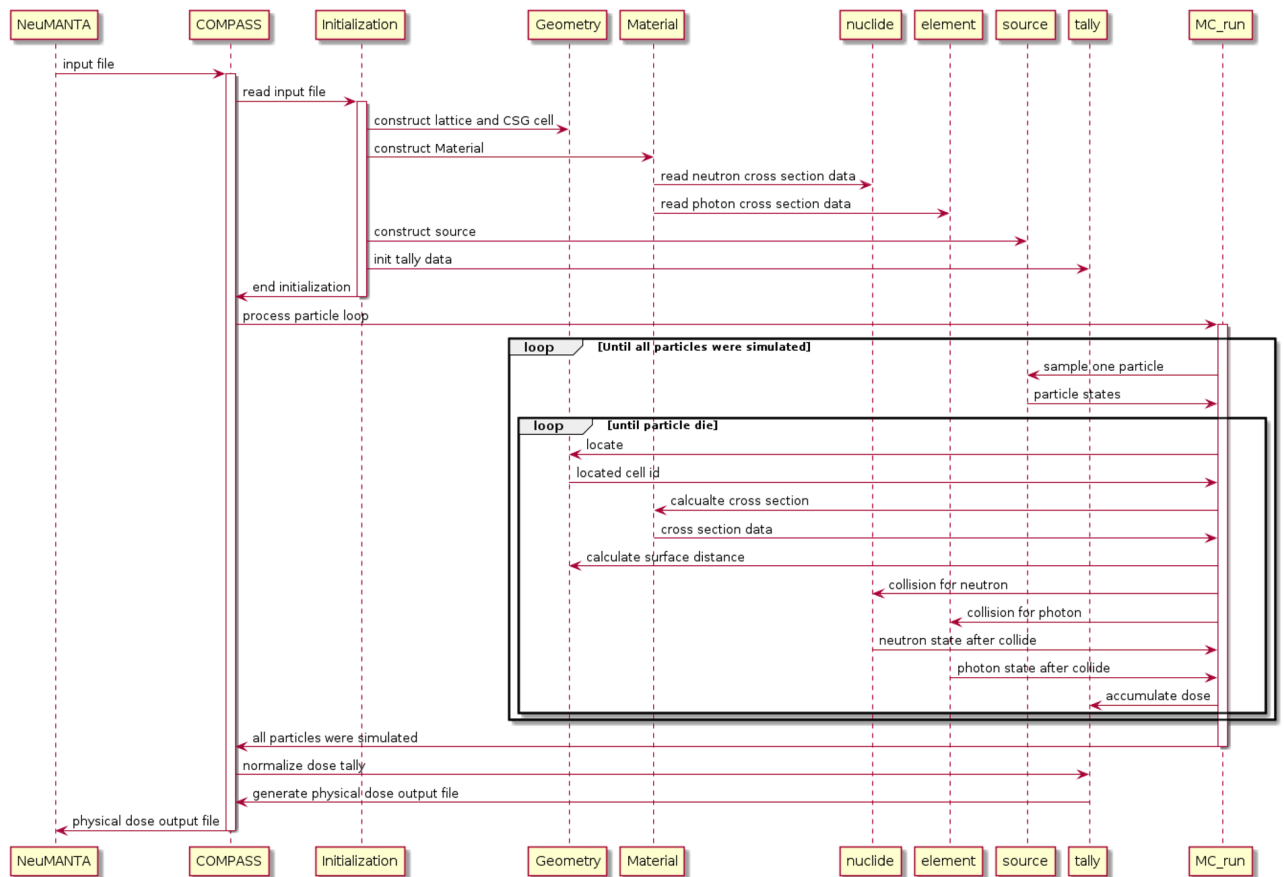 NeuMANTA COMPASS Initialization Geometry Material nuclide element source tally MC_run
input file
read input file
construct lattice and CSG cell
construct Material
read neutron cross section data
read photon cross section data
construct source
init tally data
end initialization
process particle loop
loop [Until all particles were simulated]
sample one particle
particle states
loop [until particle die]
locate
located cell id
calcualte cross section
cross section data
calculate surface distance
collision for neutron
collision for photon
neutron state after collide
photon state after collide
accumulate dose
all particles were simulated
normalize dose tally
generate physical dose output file
physical dose output file
NeuMANTA COMPASS Initialization Geometry Material nuclide element source tally MC_run